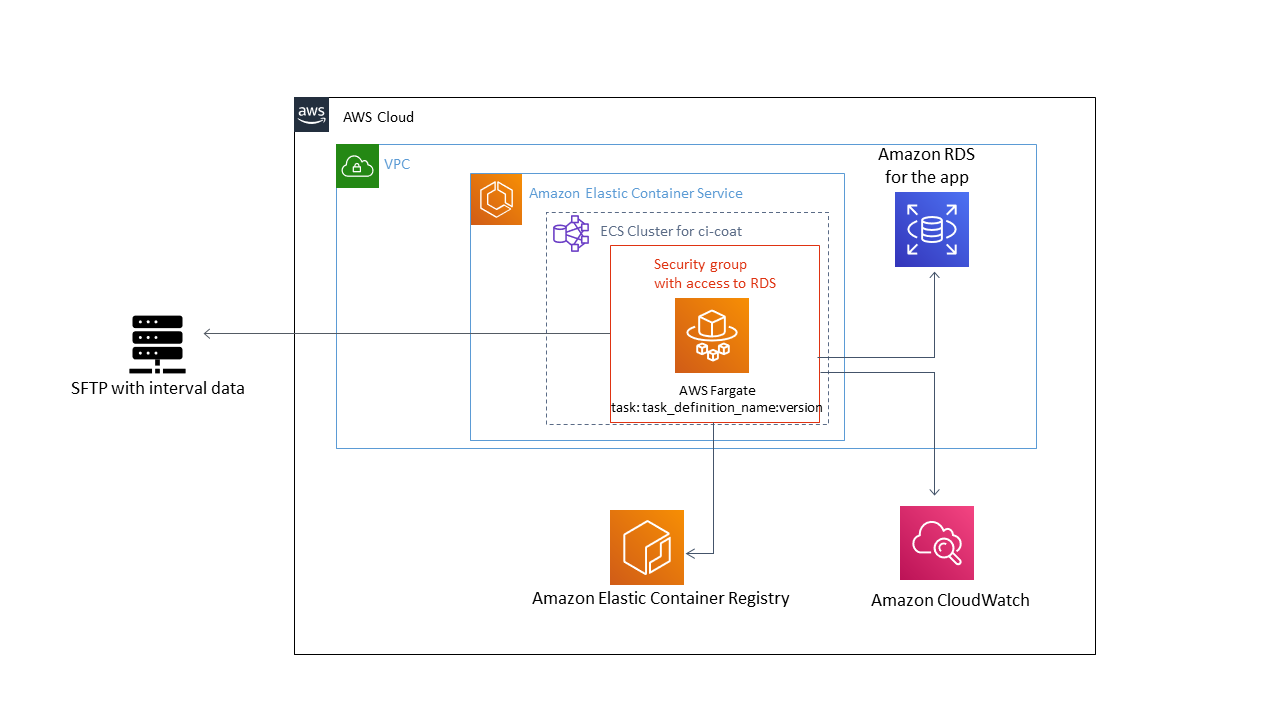 aws
AWS Cloud
VPC
Amazon RDS
for the app
Amazon Elastic Container Service
ECS Cluster for ci-coat
Security group
with access to RDS
AWS Fargate
task: task_definition_name:version
SFTP with interval data
Amazon Elastic Container Registry
Amazon CloudWatch